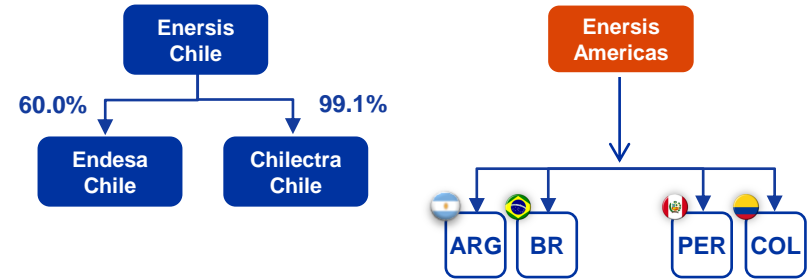 Enersis
Chile
Enersis
Americas
60.0%
99.1%
Endesa
Chile
Chilectra
Chile
ARG
BR
PER
COL